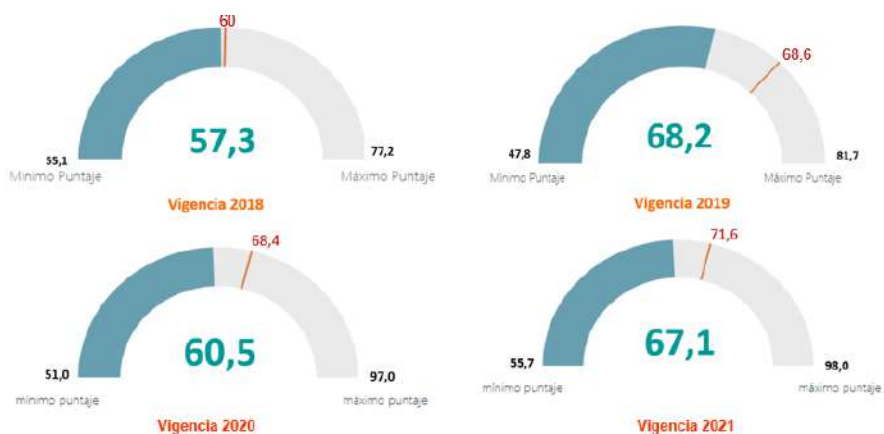 60
57,3
55,1
77,2
Mínimo Puntaje
Máximo Puntaje
Vigencia 2018
68,6
68,2
47,8
81,7
Mínimo Puntaje
Máximo Puntaje
Vigencia 2019
68,4
60,5
51,0
97,0
mínimo puntaje
máximo puntaje
Vigencia 2020
71,6
67,1
55,7
98,0
mínimo puntaje
máximo puntaje
Vigencia 2021